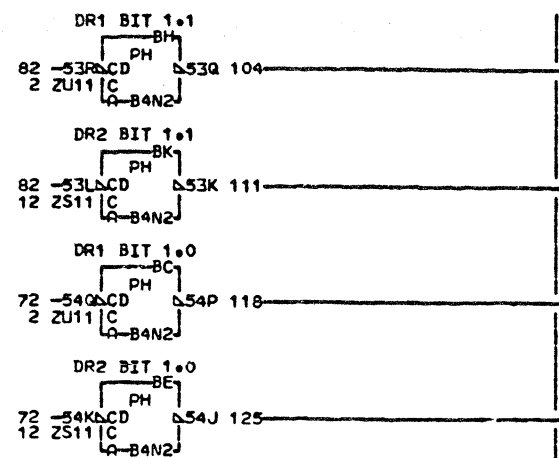 DR1 BIT 1.1
BH
PH
82 53R CD 53Q 104
2 ZU11 C
A B4N2
DR2 BIT 1.1
BK
PH
82 53L CD 53K 111
12 ZS11 C
A B4N2
DR1 BIT 1.0
BC
PH
72 54Q CD 54P 118
2 ZU11 C
A B4N2
DR2 BIT 1.0
BE
PH
72 54K CD 54J 125
12 ZS11 C
A B4N2